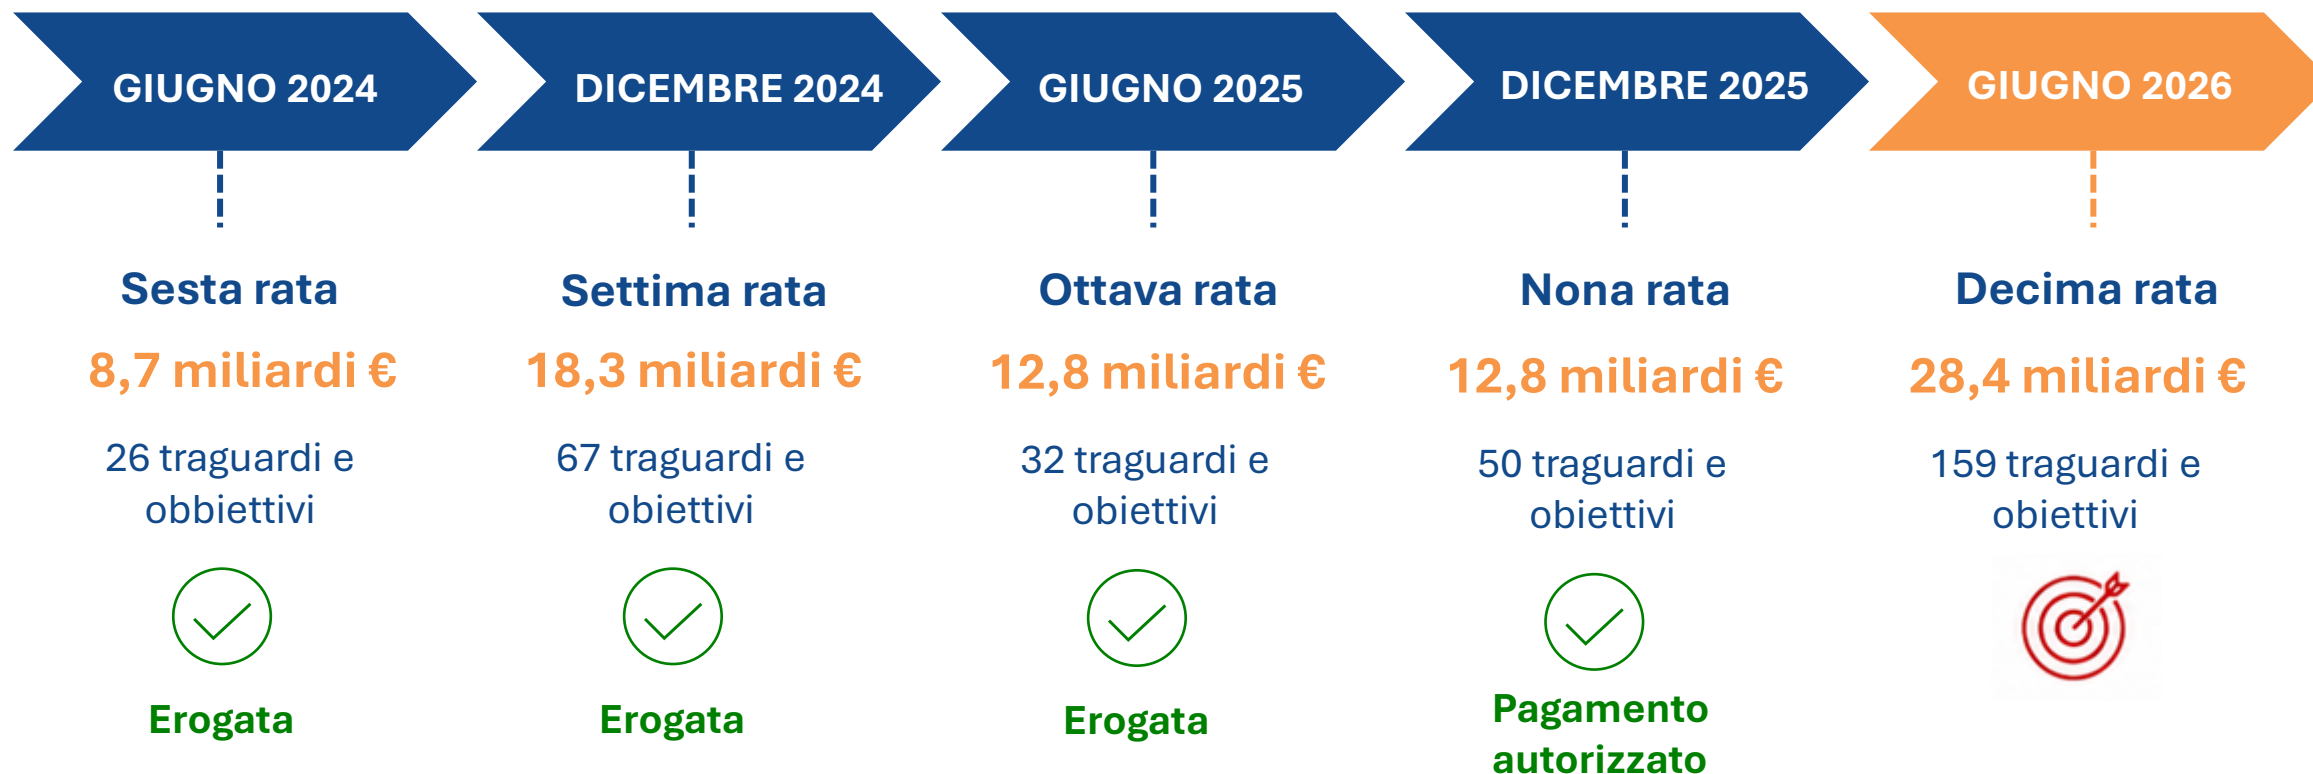 GIUGNO 2024
DICEMBRE 2024
GIUGNO 2025
DICEMBRE 2025
GIUGNO 2026
Sesta rata
8,7 miliardi €
26 traguardi e
obbiettivi
Erogata
Settima rata
18,3 miliardi €
67 traguardi e
obiettivi
Erogata
Ottava rata
12,8 miliardi €
32 traguardi e
obiettivi
Erogata
Nona rata
12,8 miliardi €
50 traguardi e
obiettivi
Pagamento
autorizzato
Decima rata
28,4 miliardi €
159 traguardi e
obiettivi